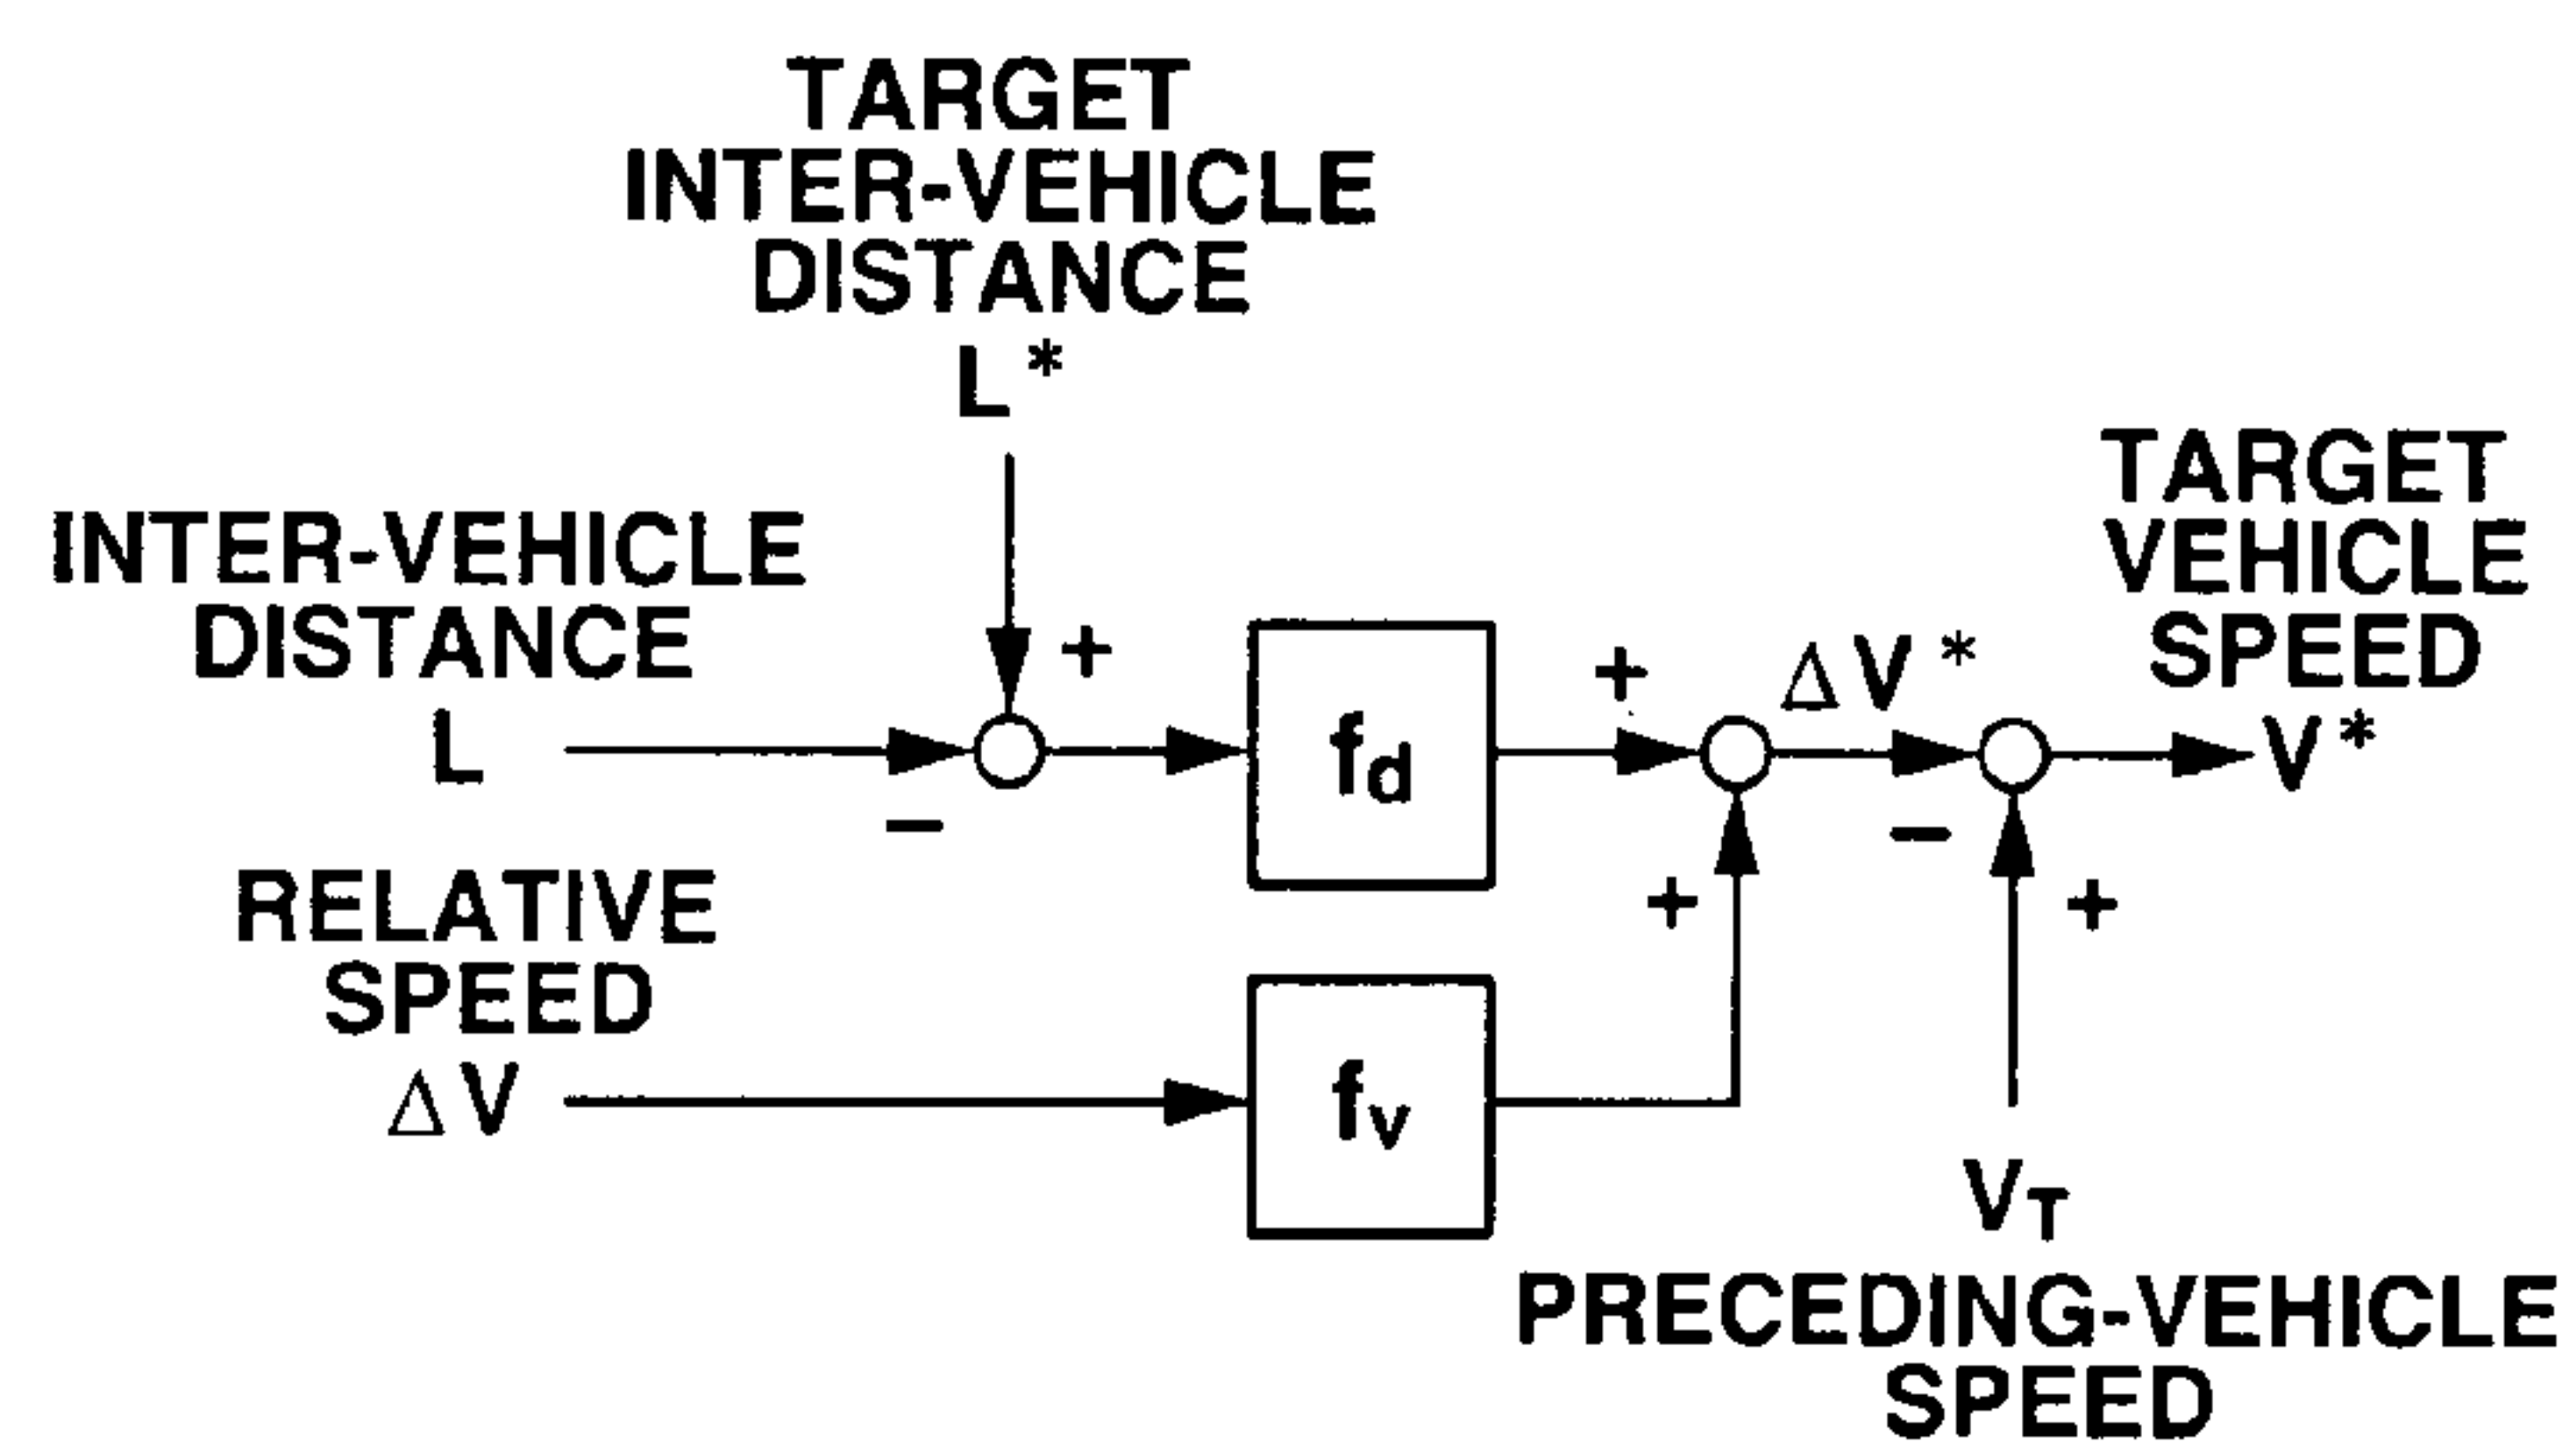 TARGET
INTER-VEHICLE
DISTANCE
L*
INTER-VEHICLE
DISTANCE
L
+
−
fd
+
ΔV*
TARGET
VEHICLE
SPEED
V*
RELATIVE
SPEED
ΔV
fv
+
−
+
VT
PRECEDING-VEHICLE
SPEED